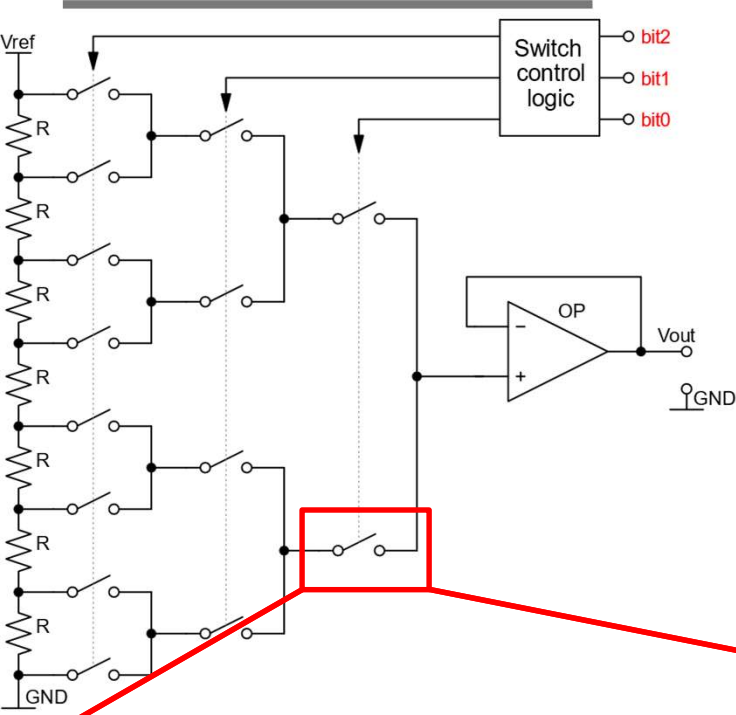 Vref
Switch
control
logic
bit2
bit1
bit0
R
R
R
R
R
R
R
OP
−
+
Vout
GND
GND